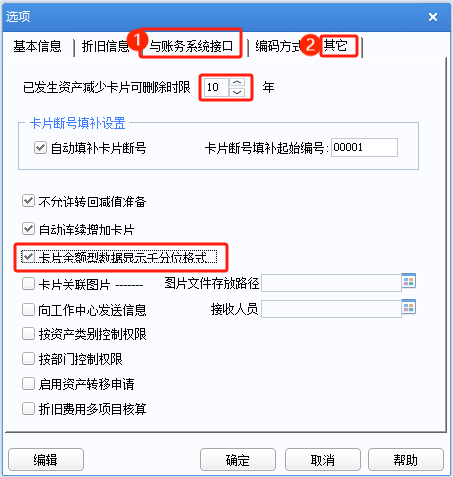 选项
基本信息 折旧信息 1 与账务系统接口 编码方式 2 其它
已发生资产减少卡片可删除时限 10 年
卡片断号填补设置
自动填补卡片断号 卡片断号填补起始编号: 00001
不允许转回减值准备
自动连续增加卡片
卡片金额型数据显示千分位格式
卡片关联图片 ------- 图片文件存放路径
向工作中心发送信息 接收人员
按资产类别控制权限
按部门控制权限
启用资产转移申请
折旧费用多项目核算
编辑 确定 取消 帮助